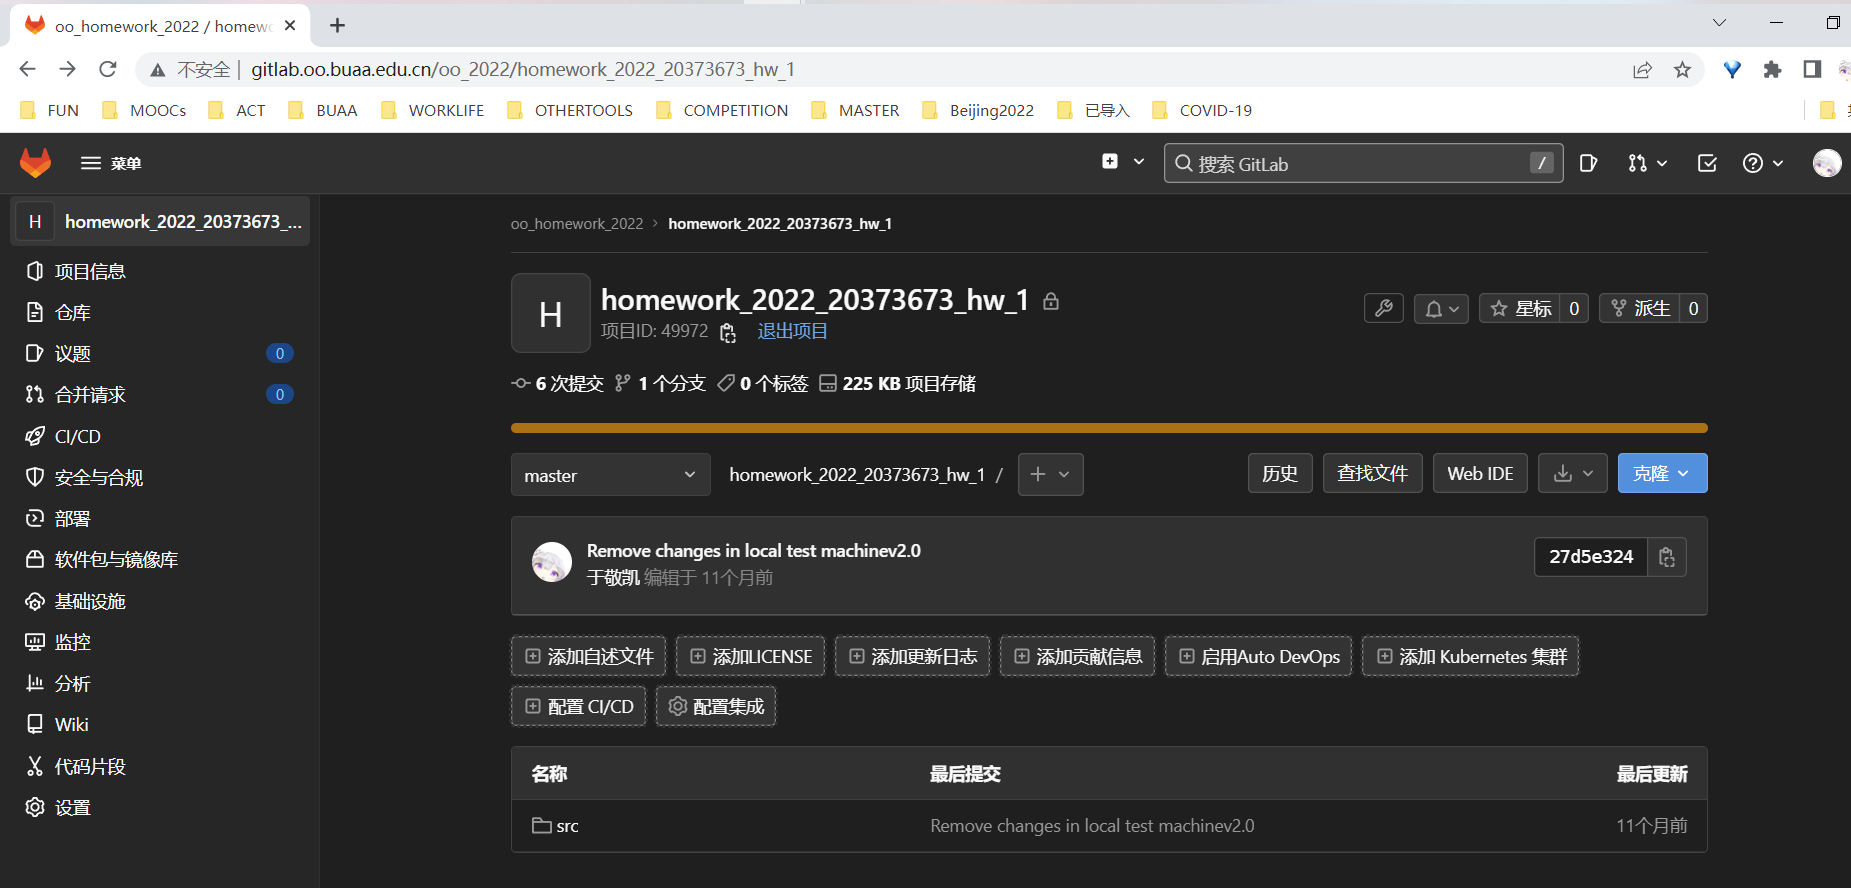 oo_homework_2022 / homew
不安全 | gitlab.oo.buaa.edu.cn/oo_2022/homework_2022_20373673_hw_1
FUN MOOCs ACT BUAA WORKLIFE OTHERTOOLS COMPETITION MASTER Beijing2022 已导入 COVID-19
菜单 搜索 GitLab /
H homework_2022_20373673_...
项目信息
仓库
议题 0
合并请求 0
CI/CD
安全与合规
部署
软件包与镜像库
基础设施
监控
分析
Wiki
代码片段
设置
oo_homework_2022 > homework_2022_20373673_hw_1
H
homework_2022_20373673_hw_1
项目ID: 49972 退出项目
星标 0 派生 0
6 次提交 1 个分支 0 个标签 225 KB 项目存储
master homework_2022_20373673_hw_1 / + 历史 查找文件 Web IDE 克隆
Remove changes in local test machinev2.0
于敬凯 编辑于 11个月前
27d5e324
添加自述文件 添加LICENSE 添加更新日志 添加贡献信息 启用Auto DevOps 添加 Kubernetes 集群
配置 CI/CD 配置集成
名称 最后提交 最后更新
src Remove changes in local test machinev2.0 11个月前